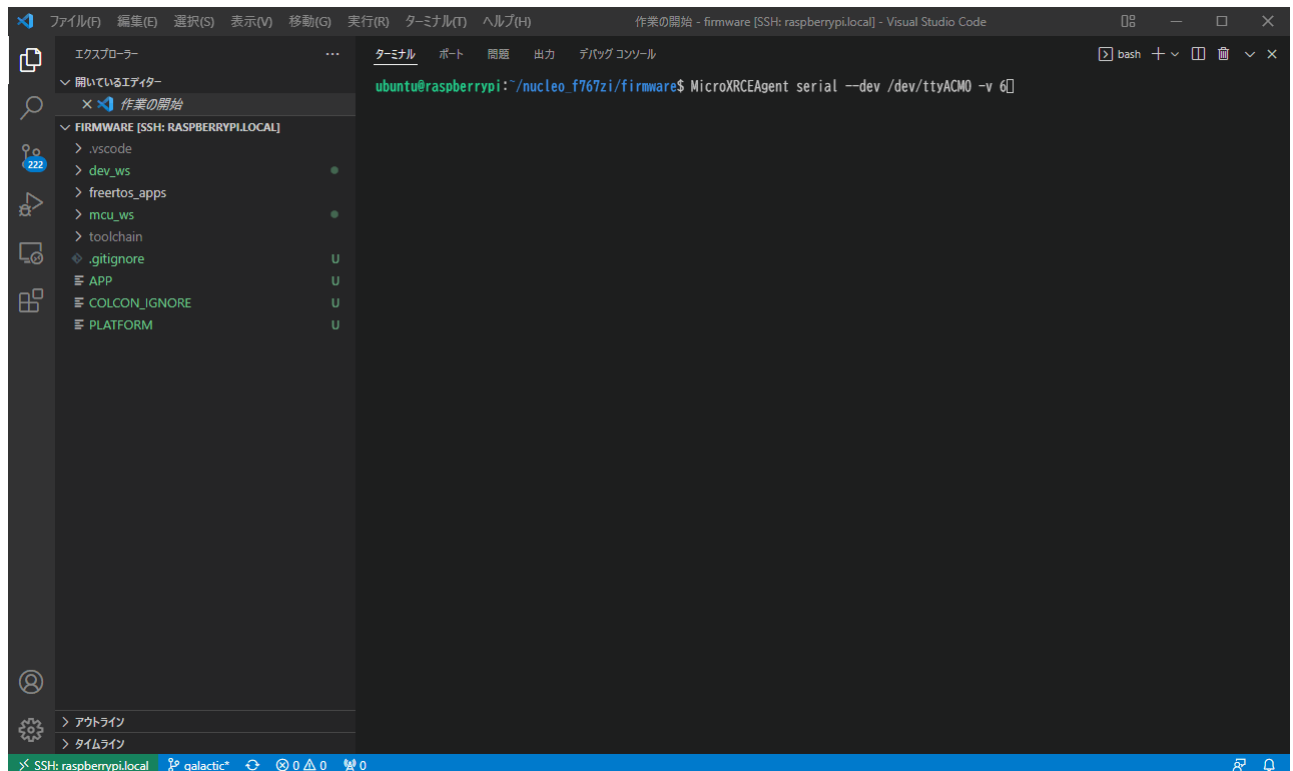 ファイル(F) 編集(E) 選択(S) 表示(V) 移動(G) 実行(R) ターミナル(T) ヘルプ(H) 作業の開始 - firmware [SSH: raspberrypi.local] - Visual Studio Code
エクスプローラー ···
ターミナル ポート 問題 出力 デバッグ コンソール bash
開いているエディター
作業の開始
ubuntu@raspberrypi:~/nucleo_f767zi/firmware$ MicroXRCEAgent serial --dev /dev/ttyACM0 -v 6
FIRMWARE [SSH: RASPBERRYPI.LOCAL]
.vscode
222
dev_ws
freertos_apps
mcu_ws
toolchain
.gitignore U
APP U
COLCON_IGNORE U
PLATFORM U
アウトライン
タイムライン
SSH: raspberrypi.local galactic* 0 0 0